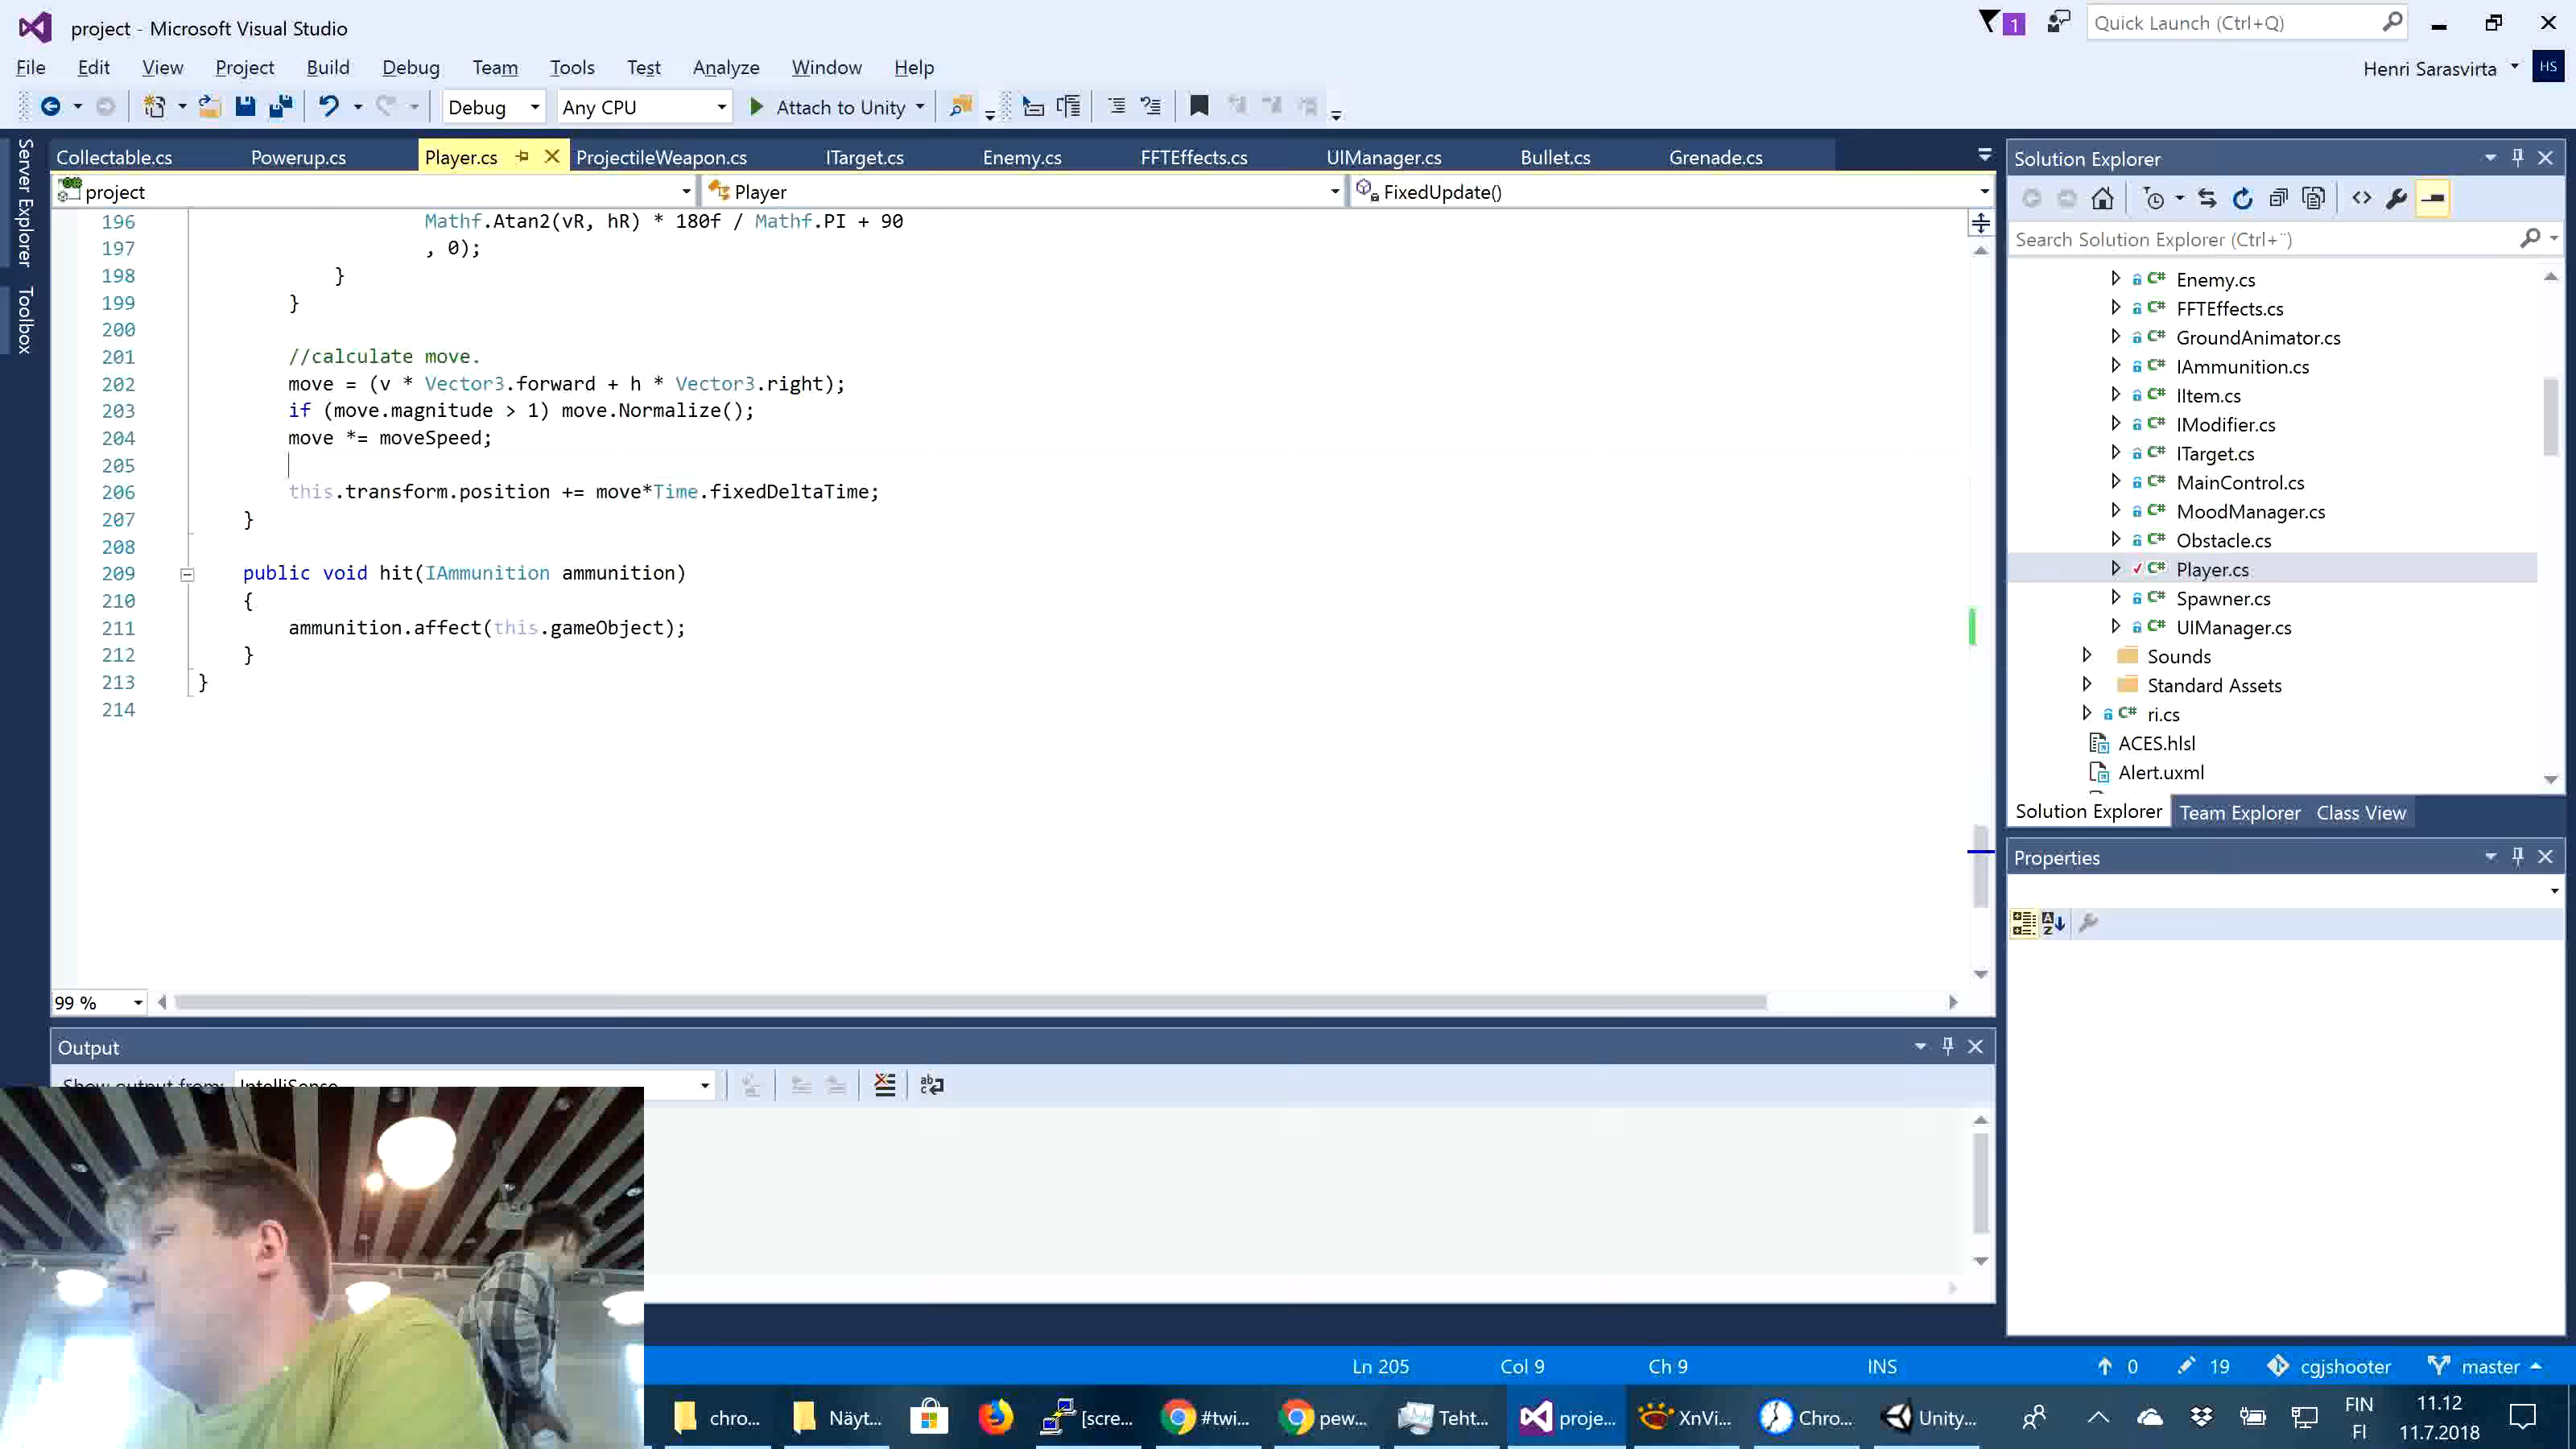 project - Microsoft Visual Studio
1
Quick Launch (Ctrl+Q)
File Edit View Project Build Debug Team Tools Test Analyze Window Help
Henri Sarasvirta HS
Debug Any CPU Attach to Unity
Server Explorer
Toolbox
Collectable.cs Powerup.cs Player.cs ProjectileWeapon.cs ITarget.cs Enemy.cs FFTEffects.cs UIManager.cs Bullet.cs Grenade.cs
project Player FixedUpdate()
196 Mathf.Atan2(vR, hR) * 180f / Mathf.PI + 90
197 , 0);
198 }
199 }
200
201 //calculate move.
202 move = (v * Vector3.forward + h * Vector3.right);
203 if (move.magnitude > 1) move.Normalize();
204 move *= moveSpeed;
205
206 this.transform.position += move*Time.fixedDeltaTime;
207 }
208
209 public void hit(IAmmunition ammunition)
210 {
211 ammunition.affect(this.gameObject);
212 }
213 }
214
99 %
Output
Show output from: IntelliSense
Solution Explorer
Search Solution Explorer (Ctrl+¨)
Enemy.cs
FFTEffects.cs
GroundAnimator.cs
IAmmunition.cs
IItem.cs
IModifier.cs
ITarget.cs
MainControl.cs
MoodManager.cs
Obstacle.cs
Player.cs
Spawner.cs
UIManager.cs
Sounds
Standard Assets
ri.cs
ACES.hlsl
Alert.uxml
Solution Explorer Team Explorer Class View
Properties
Ln 205 Col 9 Ch 9 INS 0 19 cgjshooter master
chro... Näyt... [scre... #twi... pew... Teht... proje... XnVi... Chro... Unity...
FIN
FI
11.12
11.7.2018